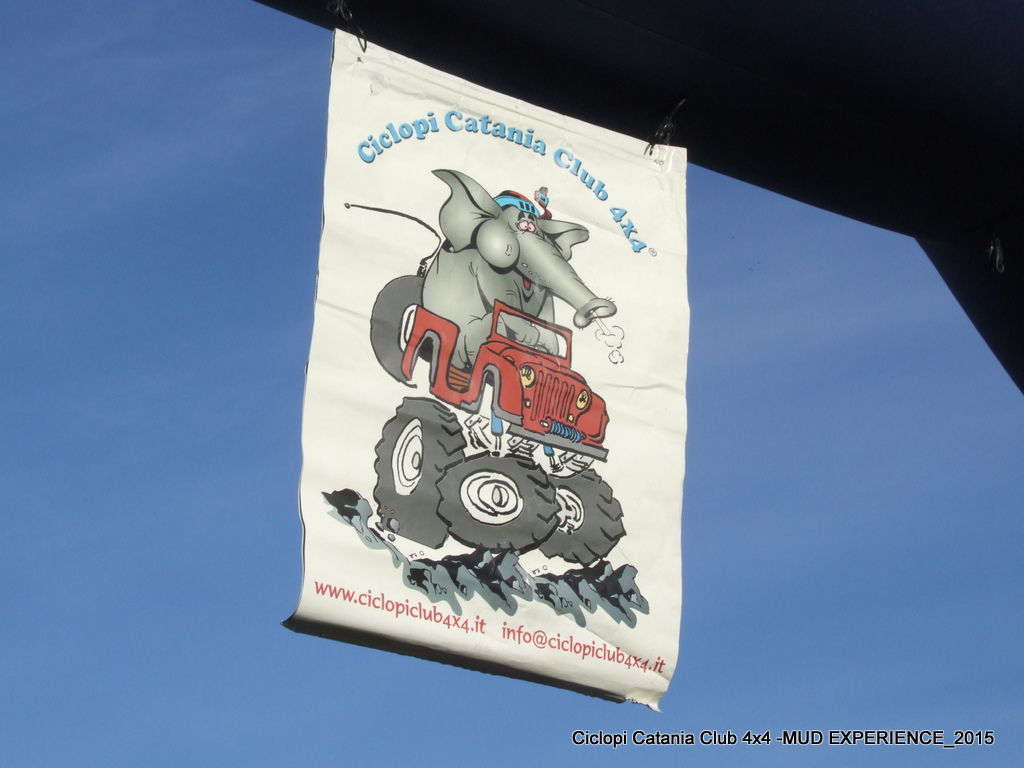 Ciclopi Catania Club 4x4®
www.ciclopiclub4x4.it info@ciclopiclub4x4.it
Ciclopi Catania Club 4x4 -MUD EXPERIENCE_2015